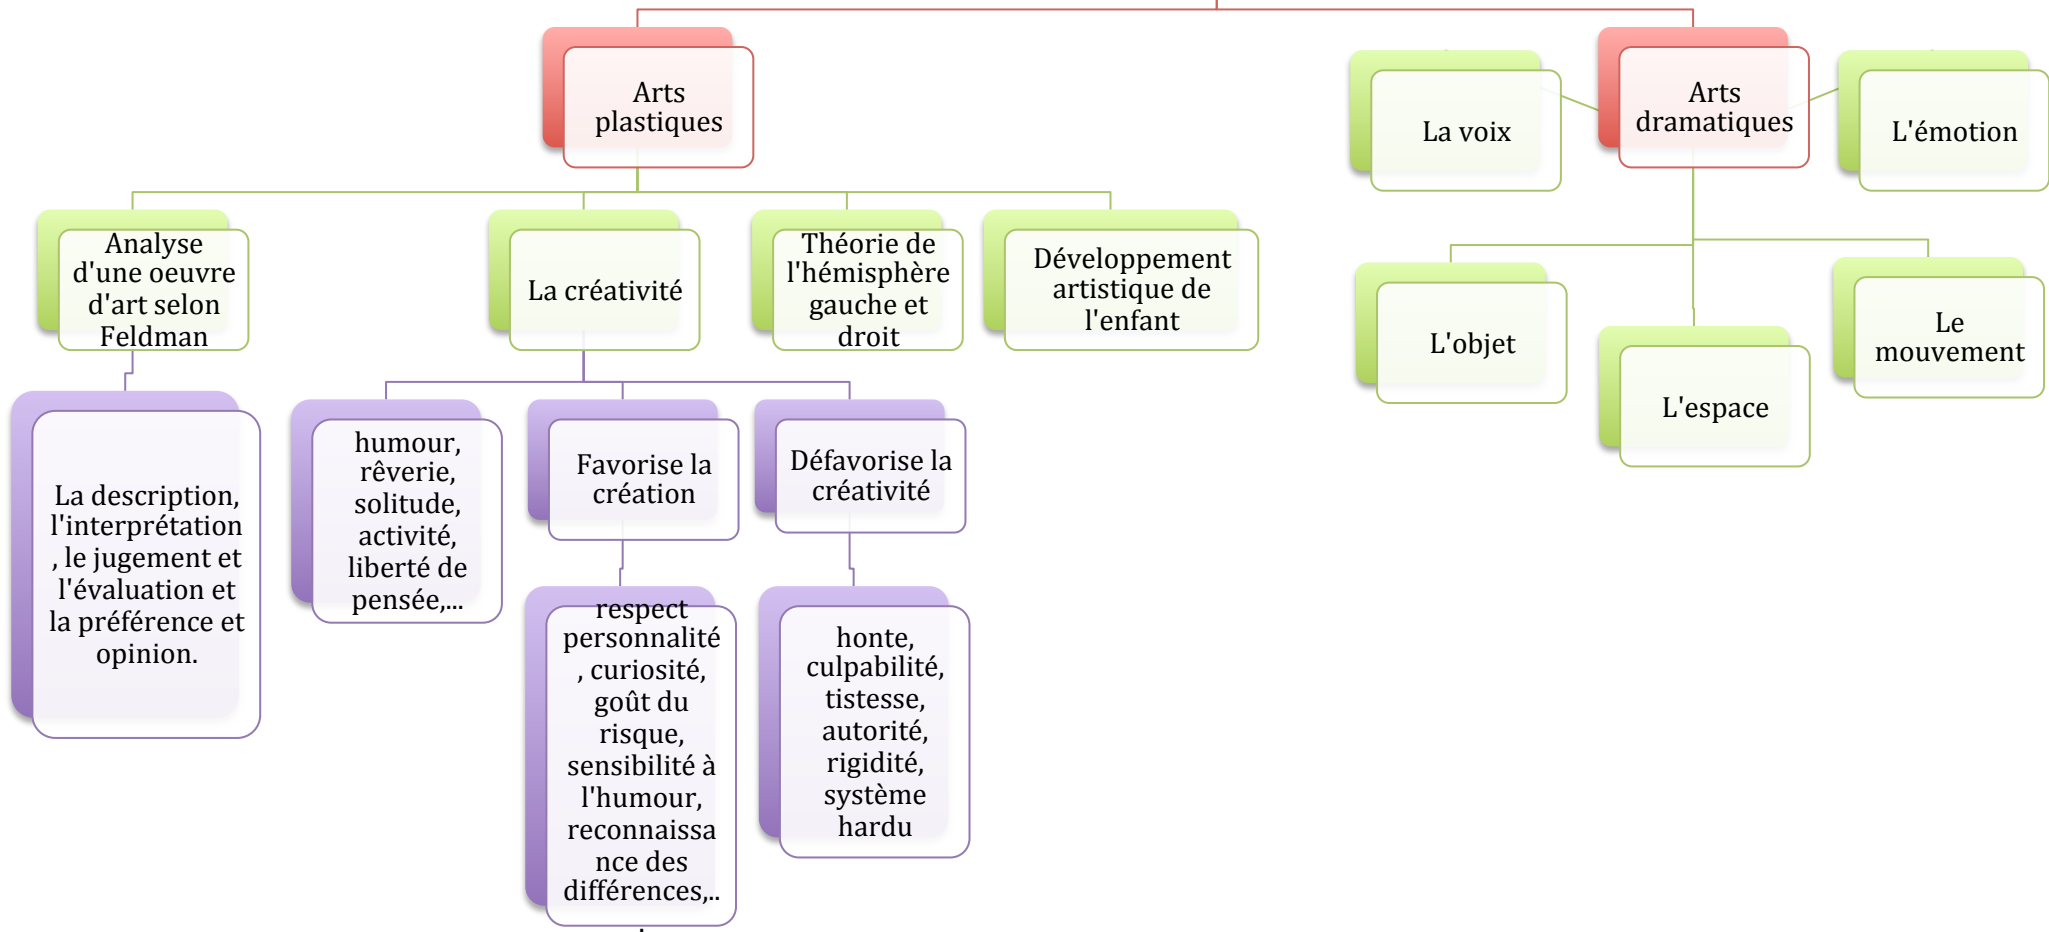 Arts
plastiques
Arts
dramatiques
La voix
L'émotion
Analyse
d'une oeuvre
d'art selon
Feldman
La créativité
Théorie de
l'hémisphère
gauche et
droit
Développement
artistique de
l'enfant
L'objet
L'espace
Le
mouvement
La description,
l'interprétation
, le jugement et
l'évaluation et
la préférence et
opinion.
humour,
rêverie,
solitude,
activité,
liberté de
pensée,...
Favorise la
création
Défavorise la
créativité
respect
personnalité
, curiosité,
goût du
risque,
sensibilité à
l'humour,
reconnaissa
nce des
différences,..
honte,
culpabilité,
tistesse,
autorité,
rigidité,
système
hardu